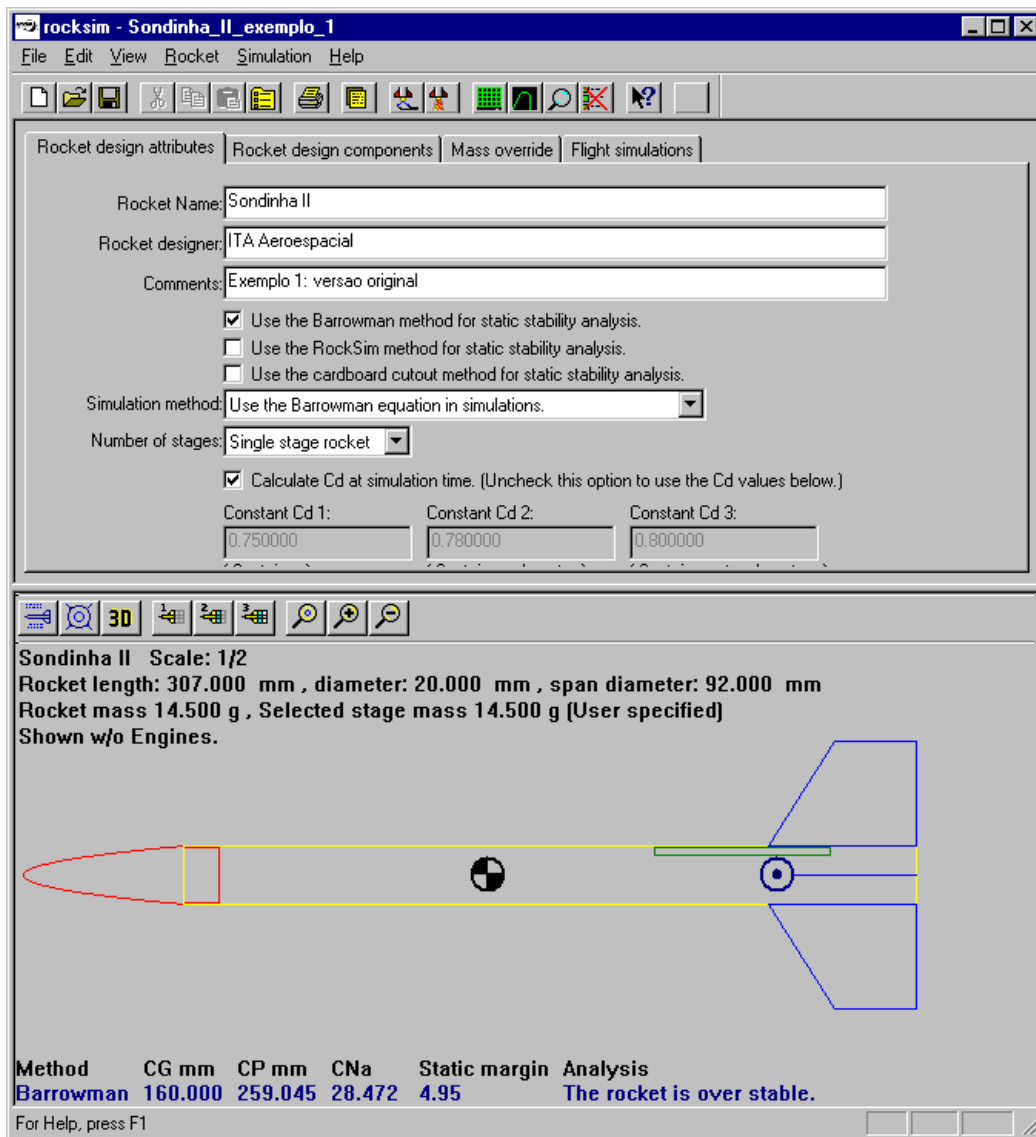 rocksim - Sondinha_II_exemplo_1
File Edit View Rocket Simulation Help
Rocket design attributes Rocket design components Mass override Flight simulations
Rocket Name: Sondinha II
Rocket designer: ITA Aeroespacial
Comments: Exemplo 1: versao original
Use the Barrowman method for static stability analysis.
Use the RockSim method for static stability analysis.
Use the cardboard cutout method for static stability analysis.
Simulation method: Use the Barrowman equation in simulations.
Number of stages: Single stage rocket
Calculate Cd at simulation time. (Uncheck this option to use the Cd values below.)
Constant Cd 1: Constant Cd 2: Constant Cd 3:
0.750000 0.780000 0.800000
3D 1 2 3
Sondinha II Scale: 1/2
Rocket length: 307.000 mm , diameter: 20.000 mm , span diameter: 92.000 mm
Rocket mass 14.500 g , Selected stage mass 14.500 g (User specified)
Shown w/o Engines.
Method CG mm CP mm CNa Static margin Analysis
Barrowman 160.000 259.045 28.472 4.95 The rocket is over stable.
For Help, press F1